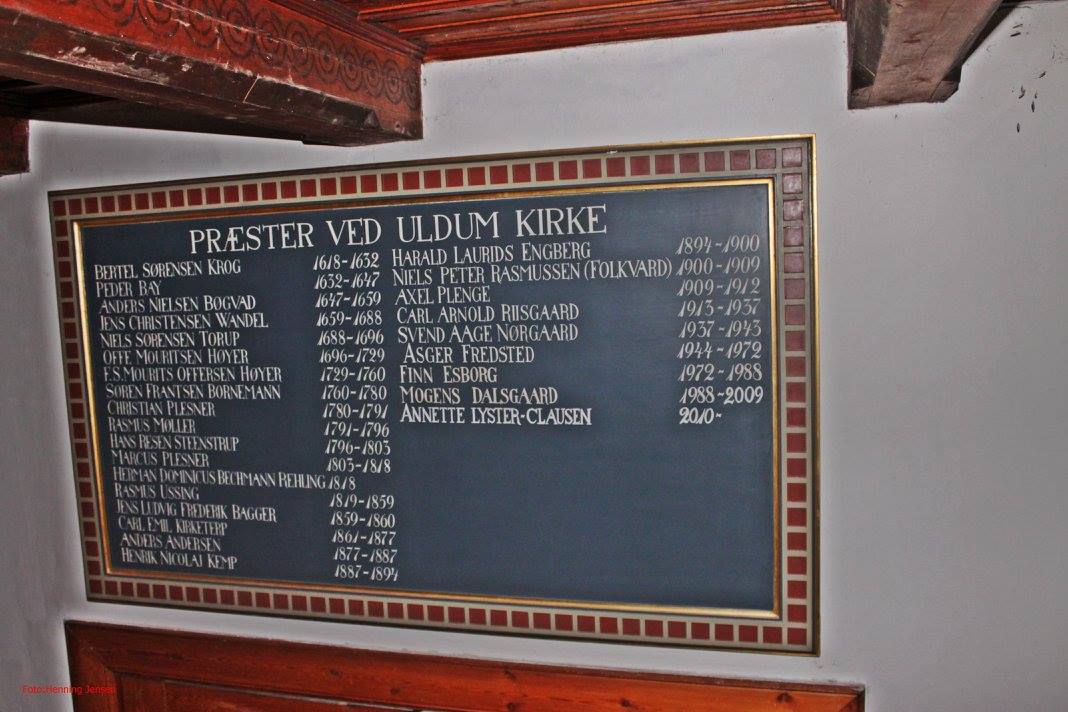 PRÆSTER VED ULDUM KIRKE
BERTEL SØRENSEN KROG 1618-1632
PEDER BAY 1632-1647
ANDERS NIELSEN BØGVAD 1647-1659
JENS CHRISTENSEN WANDEL 1659-1688
NIELS SØRENSEN TORUP 1688-1696
OFFE MOURITSEN HØYER 1696-1729
F.S. MOURITS OFFERSEN HØYER 1729-1760
SØREN FRANTSEN BORNEMANN 1760-1780
CHRISTIAN PLESNER 1780-1791
RASMUS MØLLER 1791-1796
HANS RESEN STEENSTRUP 1796-1803
MARCUS PLESNER 1803-1818
HERMAN DOMINICUS BECHMANN REHLING 1818
RASMUS USSING 1819-1859
JENS LUDVIG FREDERIK BAGGER 1859-1860
CARL EMIL KIRKETERP 1861-1877
ANDERS ANDERSEN 1877-1887
HENRIK NICOLAJ KEMP 1887-1894
HARALD LAURIDS ENGBERG 1894-1900
NIELS PETER RASMUSSEN (FOLKVARD) 1900-1909
AXEL PLENGE 1909-1912
CARL ARNOLD RIISGAARD 1913-1937
SVEND AAGE NØRGAARD 1937-1943
ASGER FREDSTED 1944-1972
FINN ESBORG 1972-1988
MOGENS DALSGAARD 1988-2009
ANNETTE LYSTER-CLAUSEN 2010-
Foto: Henning Jensen